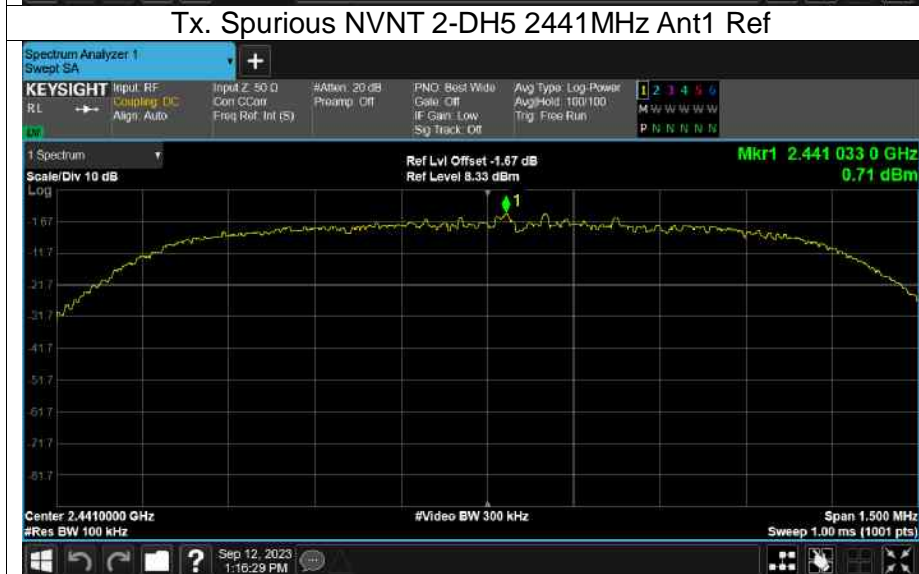 Tx. Spurious NVNT 2-DH5 2441MHz Ant1 Ref
Spectrum Analyzer 1
Swept SA
+
KEYSIGHT
RL
Input: RF
Coupling: DC
Align: Auto
Input Z: 50 Ω
Corr CCorr
Freq Ref: Int (S)
#Atten: 20 dB
Preamp: Off
PNO: Best Wide
Gate: Off
IF Gain: Low
Sig Track: Off
Avg Type: Log-Power
Avg|Hold: 100/100
Trig: Free Run
1 2 3 4 5 6
M W W W W W
P N N N N N
1 Spectrum
Scale/Div 10 dB
Log
Ref Lvl Offset -1.67 dB
Ref Level 8.33 dBm
Mkr1 2.441 033 0 GHz
0.71 dBm
1
-1.67
-11.7
-21.7
-31.7
-41.7
-51.7
-61.7
-71.7
-81.7
Center 2.4410000 GHz
#Res BW 100 kHz
#Video BW 300 kHz
Span 1.500 MHz
Sweep 1.00 ms (1001 pts)
?
Sep 12, 2023
1:16:29 PM